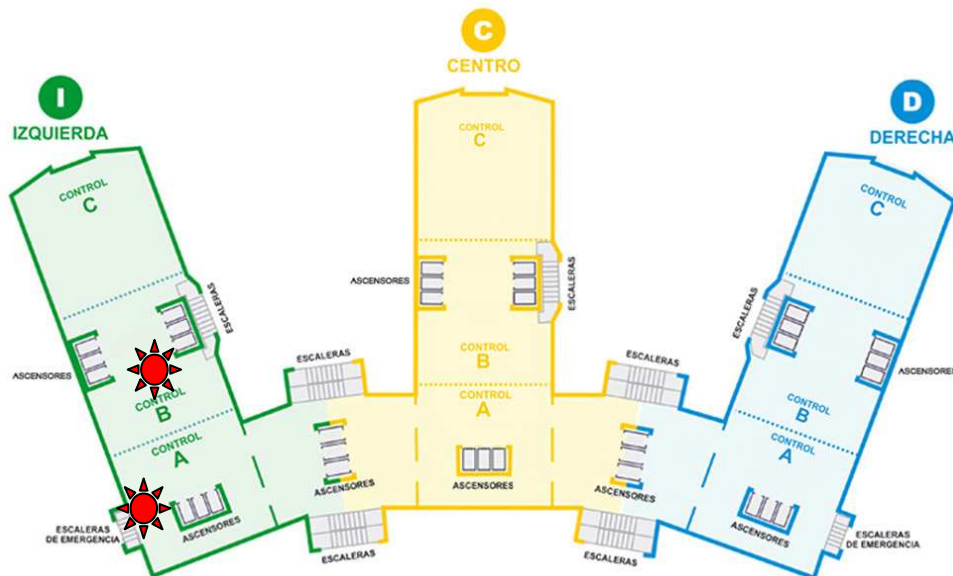 C
CENTRO
I
IZQUIERDA
D
DERECHA
CONTROL
C
CONTROL
C
CONTROL
C
ASCENSORES
ESCALERAS
ESCALERAS
ESCALERAS
ASCENSORES
ASCENSORES
CONTROL
B
CONTROL
B
CONTROL
B
ESCALERAS
ESCALERAS
CONTROL
A
CONTROL
A
CONTROL
A
ASCENSORES
ASCENSORES
ASCENSORES
ESCALERAS
DE EMERGENCIA
ASCENSORES
ASCENSORES
ESCALERAS
DE EMERGENCIA
ESCALERAS
ESCALERAS